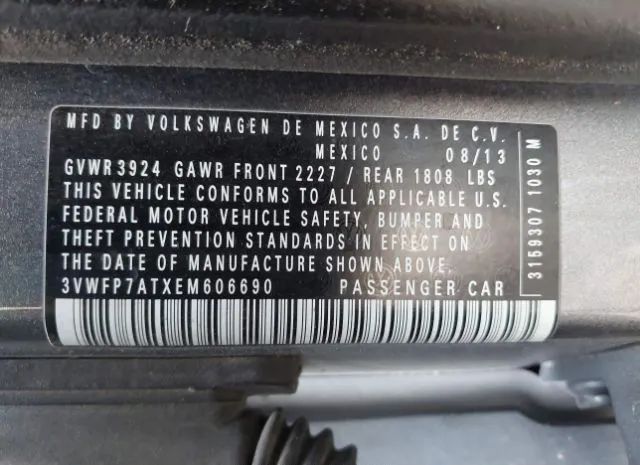 MFD BY VOLKSWAGEN DE MEXICO S.A. DE C.V.
MEXICO 08/13
GVWR 3924 GAWR FRONT 2227 / REAR 1808 LBS
THIS VEHICLE CONFORMS TO ALL APPLICABLE U.S.
FEDERAL MOTOR VEHICLE SAFETY, BUMPER AND
THEFT PREVENTION STANDARDS IN EFFECT ON
THE DATE OF MANUFACTURE SHOWN ABOVE.
3VWFP7ATXEM606690 PASSENGER CAR
3159307 1030 M